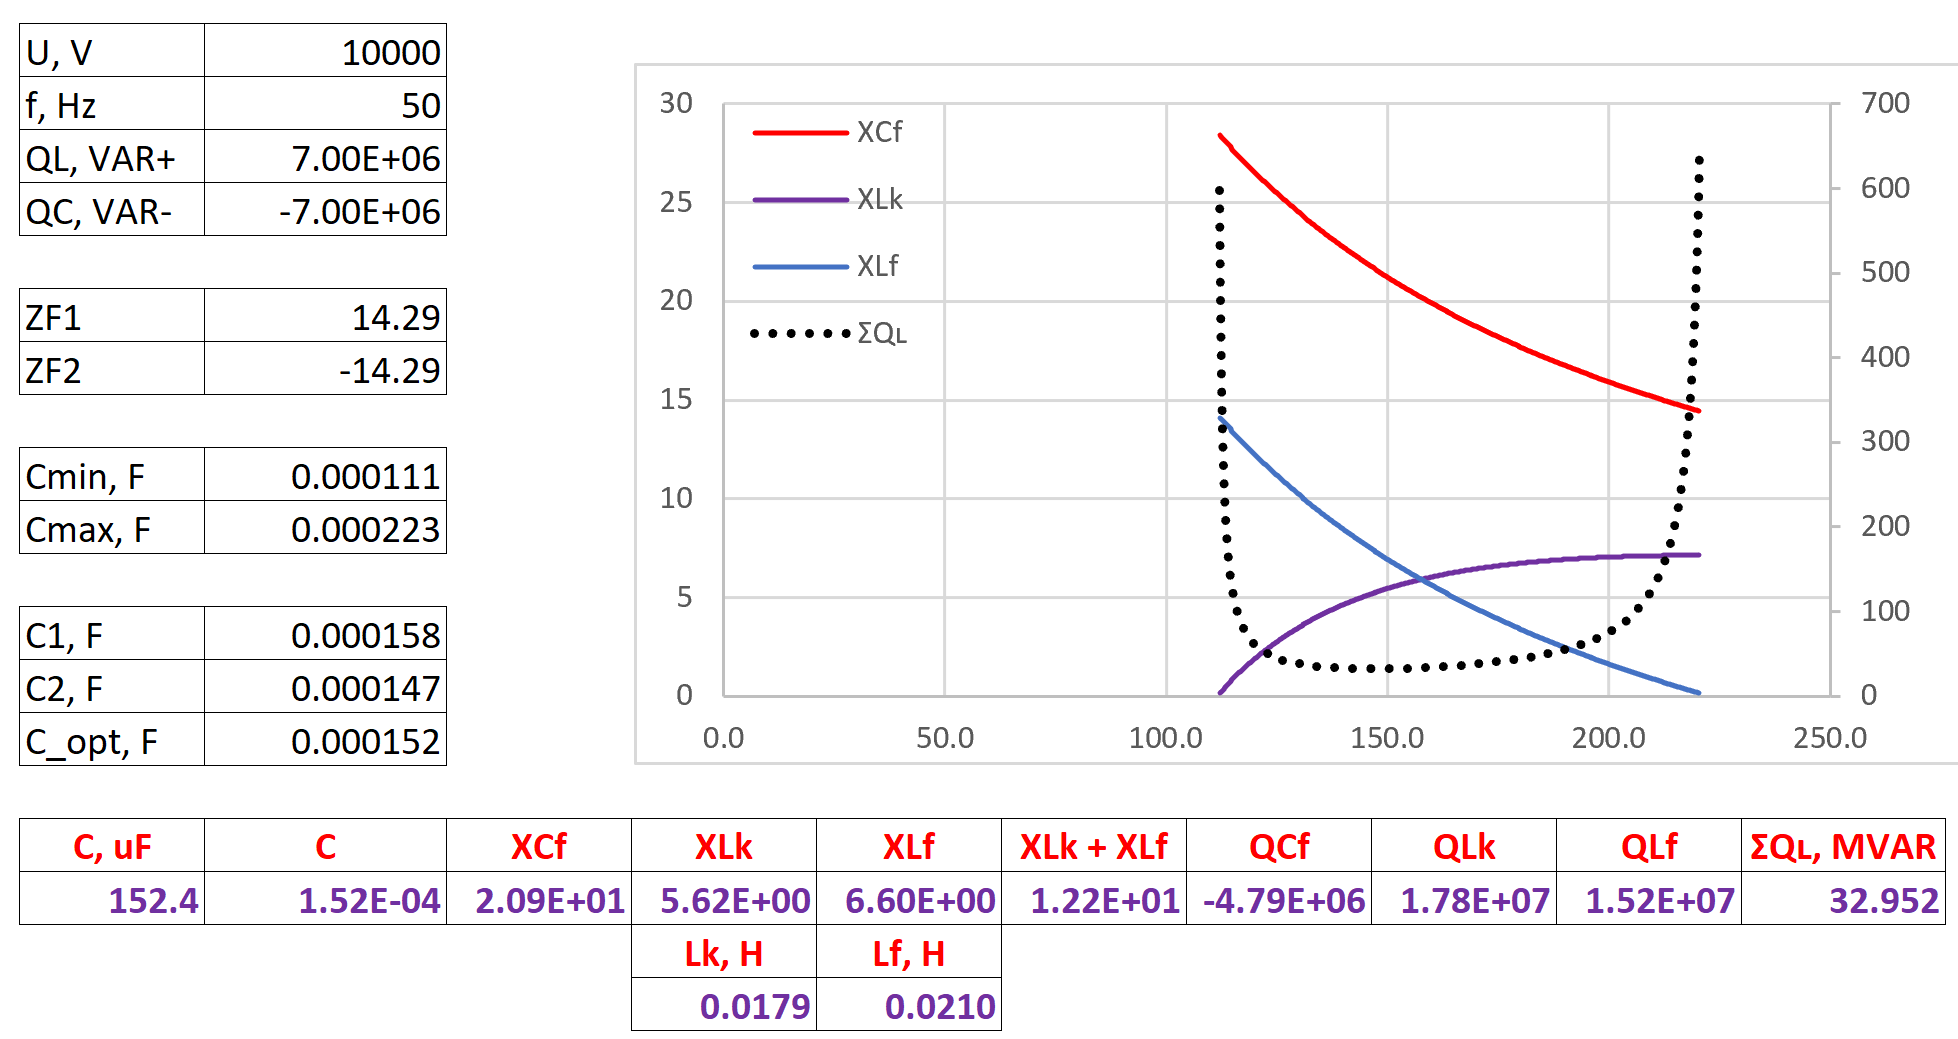 U, V 10000
f, Hz 50
QL, VAR+ 7.00E+06
QC, VAR- -7.00E+06
ZF1 14.29
ZF2 -14.29
Cmin, F 0.000111
Cmax, F 0.000223
C1, F 0.000158
C2, F 0.000147
C_opt, F 0.000152
30 700
XCf
600
25 XLk
XLf
500
20
ΣQʟ
400
15
300
10
200
5
100
0 0
0.0 50.0 100.0 150.0 200.0 250.0
C, uF C XCf XLk XLf XLk + XLf QCf QLk QLf ΣQʟ, MVAR
152.4 1.52E-04 2.09E+01 5.62E+00 6.60E+00 1.22E+01 -4.79E+06 1.78E+07 1.52E+07 32.952
Lk, H Lf, H
0.0179 0.0210